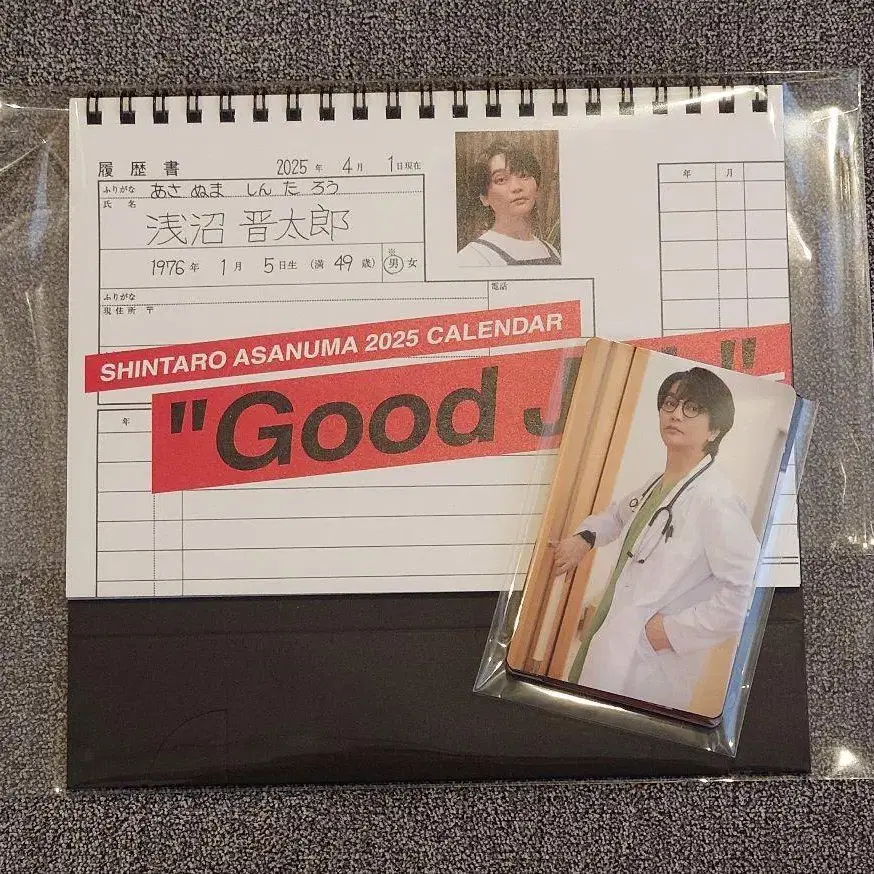 履歴書 2025年 4月 1日現在
ふりがな あさ ぬま しん た ろう
氏 名 浅沼 晋太郎
1976年 1月 5日生 (満 49 歳) ※ 男 女
ふりがな 電話
現住所 〒
年 月
SHINTARO ASANUMA 2025 CALENDAR
"Good J
年